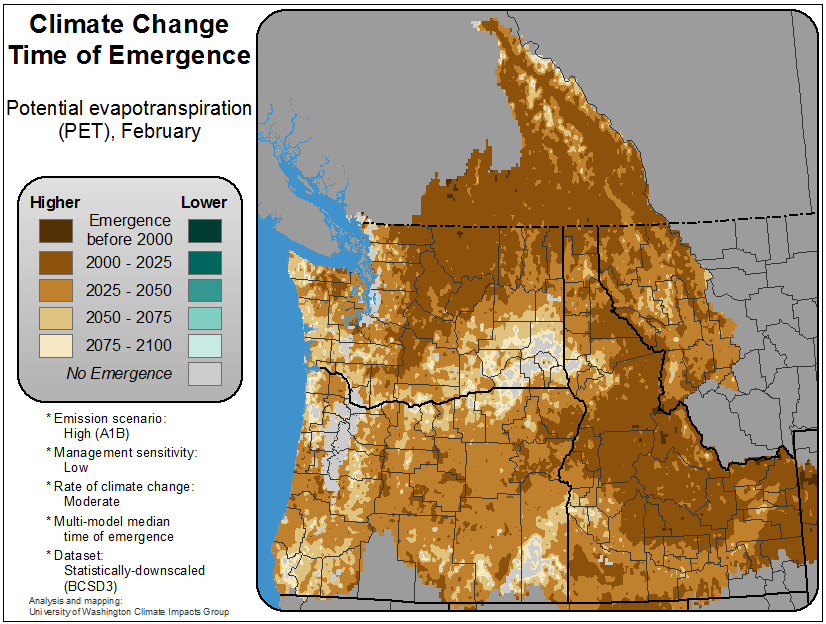 Climate Change
Time of Emergence
Potential evapotranspiration
(PET), February
Higher
Lower
Emergence
before 2000
2000 - 2025
2025 - 2050
2050 - 2075
2075 - 2100
No Emergence
* Emission scenario:
High (A1B)
* Management sensitivity:
Low
* Rate of climate change:
Moderate
* Multi-model median
time of emergence
* Dataset:
Statistically-downscaled
(BCSD3)
Analysis and mapping:
University of Washington Climate Impacts Group